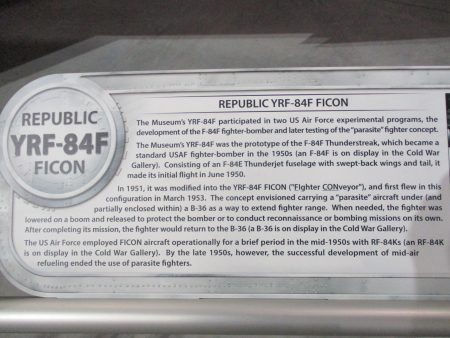 REPUBLIC
YRF-84F
FICON
REPUBLIC YRF-84F FICON
The Museum's YRF-84F participated in two US Air Force experimental programs, the
development of the F-84F fighter-bomber and later testing of the "parasite" fighter concept.
The Museum's YRF-84F was the prototype of the F-84F Thunderstreak, which became a
standard USAF fighter-bomber in the 1950s (an F-84F is on display in the Cold War
Gallery). Consisting of an F-84E Thunderjet fuselage with swept-back wings and tail, it
made its initial flight in June 1950.
In 1951, it was modified into the YRF-84F FICON ("FIghter CONveyor"), and first flew in this
configuration in March 1953. The concept envisioned carrying a "parasite" aircraft under (and
partially enclosed within) a B-36 as a way to extend fighter range. When needed, the fighter was
lowered on a boom and released to protect the bomber or to conduct reconnaissance or bombing missions on its own.
After completing its mission, the fighter would return to the B-36 (a B-36 is on display in the Cold War Gallery).
The US Air Force employed FICON aircraft operationally for a brief period in the mid-1950s with RF-84Ks (an RF-84K
is on display in the Cold War Gallery). By the late 1950s, however, the successful development of mid-air
refueling ended the use of parasite fighters.